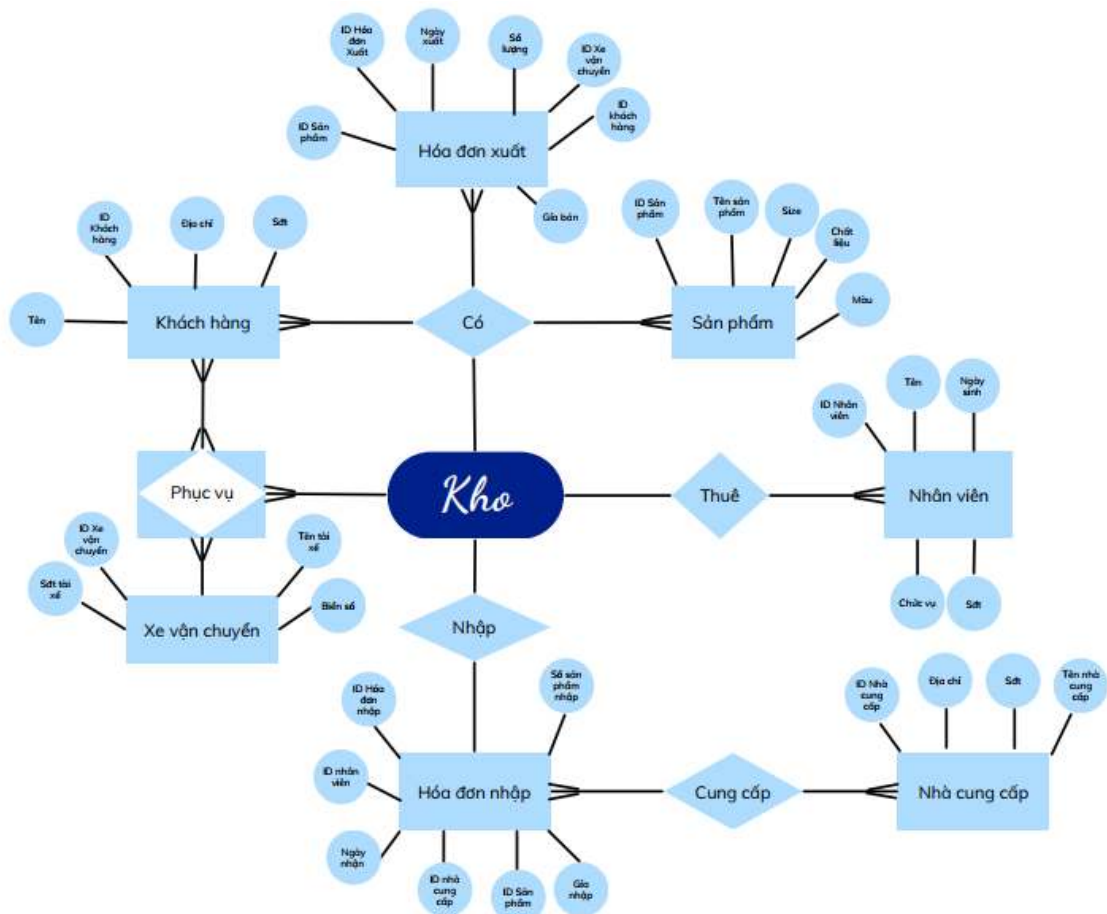 ID Hóa
đơn
Xuất
Ngày
xuất
Số
lượng
ID Xe
vận
chuyển
ID
khách
hàng
ID Sản
phẩm
Hóa đơn xuất
Gía bán
ID
Khách
hàng
Địa chỉ
Sđt
Tên
Khách hàng
Có
ID Sản
phẩm
Tên sản
phẩm
Size
Chất
liệu
Màu
Sản phẩm
Phục vụ
Kho
Thuê
ID Nhân
viên
Tên
Ngày
sinh
Nhân viên
Chức vụ
Sđt
ID Xe
vận
chuyển
Tên tài
xế
Sđt tài
xế
Biển số
Xe vận chuyển
Nhập
ID Hóa
đơn
nhập
Số sản
phẩm
nhập
ID nhân
viên
Hóa đơn nhập
Ngày
nhận
ID nhà
cung
cấp
ID Sản
phẩm
Gía
nhập
Cung cấp
ID Nhà
cung
cấp
Địa chỉ
Sđt
Tên nhà
cung
cấp
Nhà cung cấp